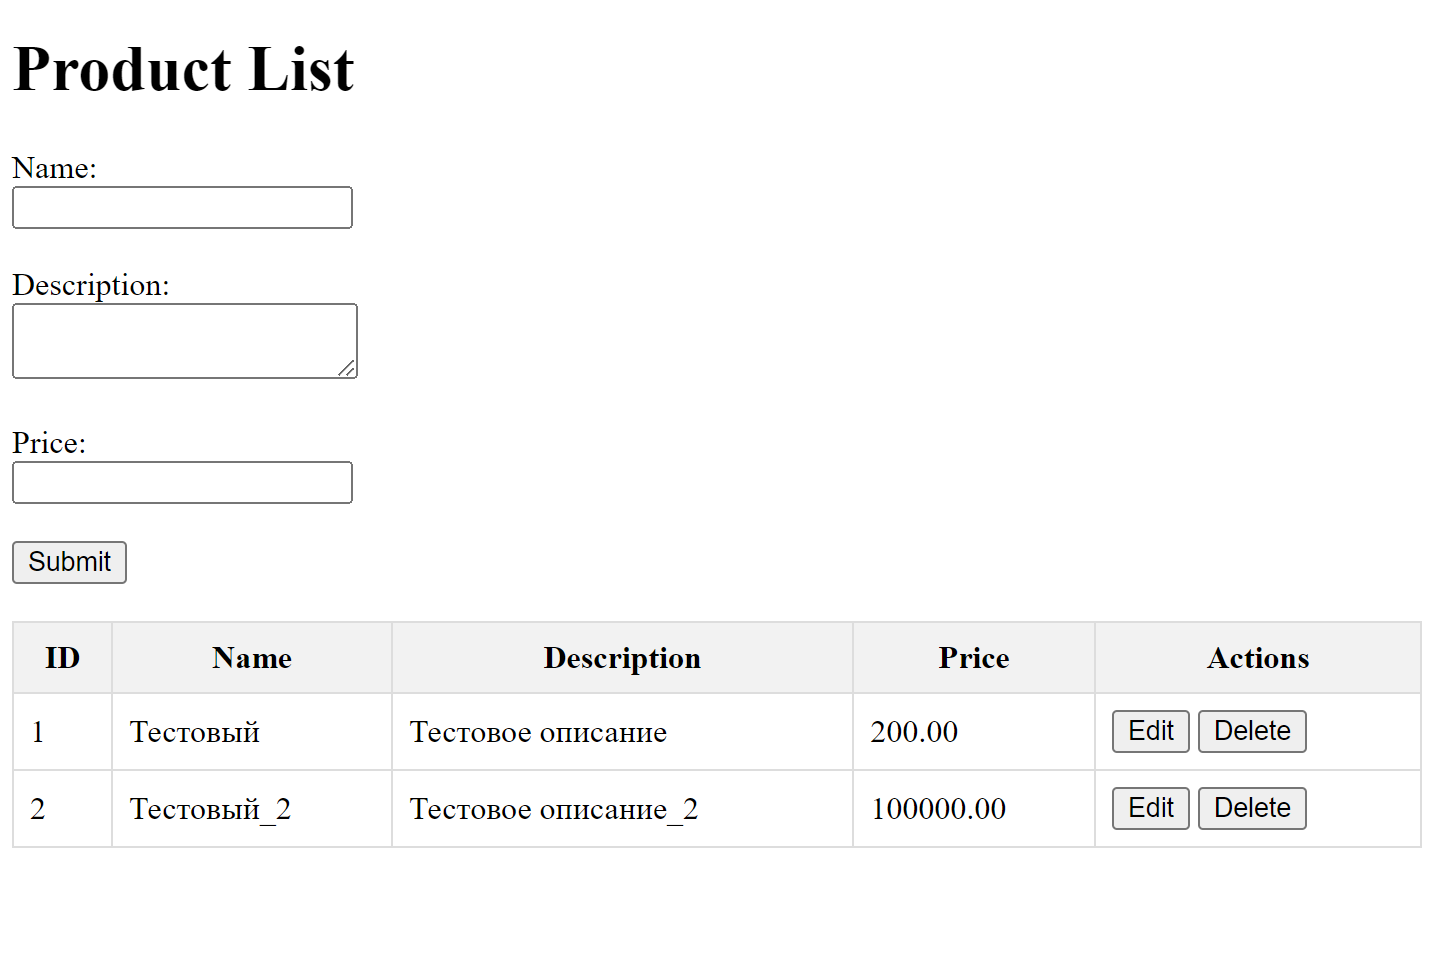 Product List
Name:
Description:
Price:
Submit
ID Name Description Price Actions
1 Тестовый Тестовое описание 200.00 Edit Delete
2 Тестовый_2 Тестовое описание_2 100000.00 Edit Delete